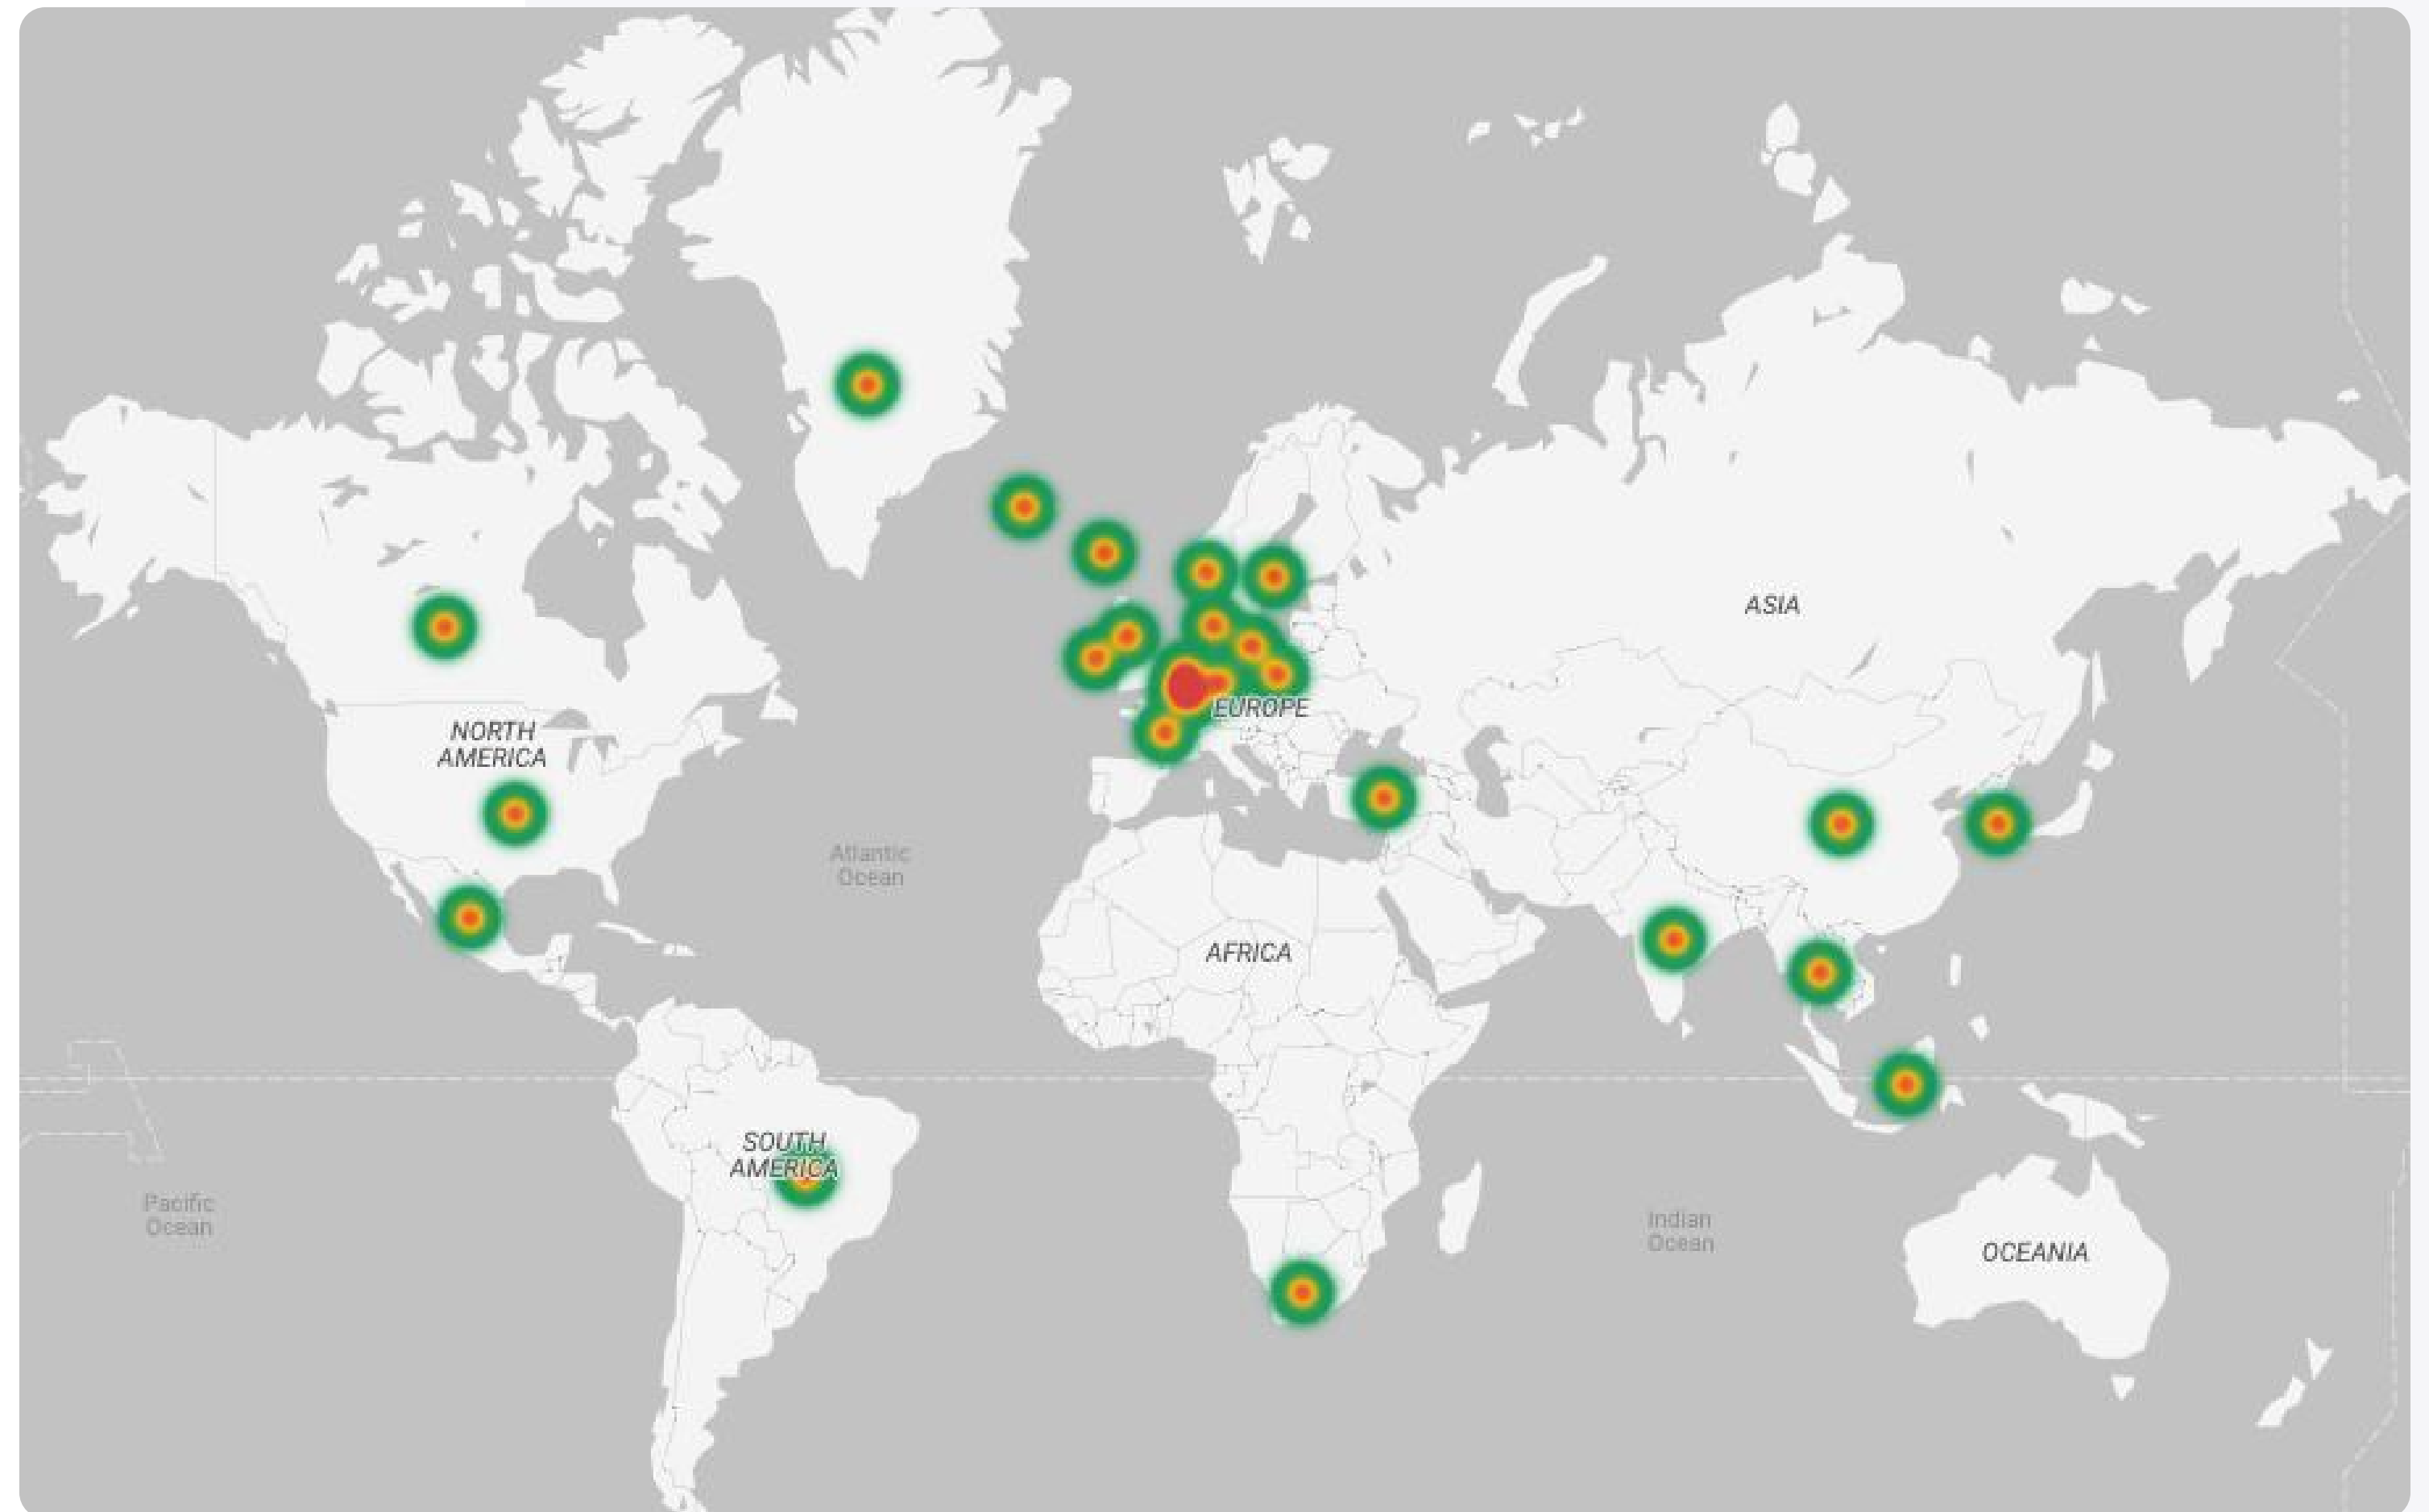 ASIA
NORTH
AMERICA
EUROPE
Atlantic
Ocean
AFRICA
SOUTH
AMERICA
Pacific
Ocean
Indian
Ocean
OCEANIA